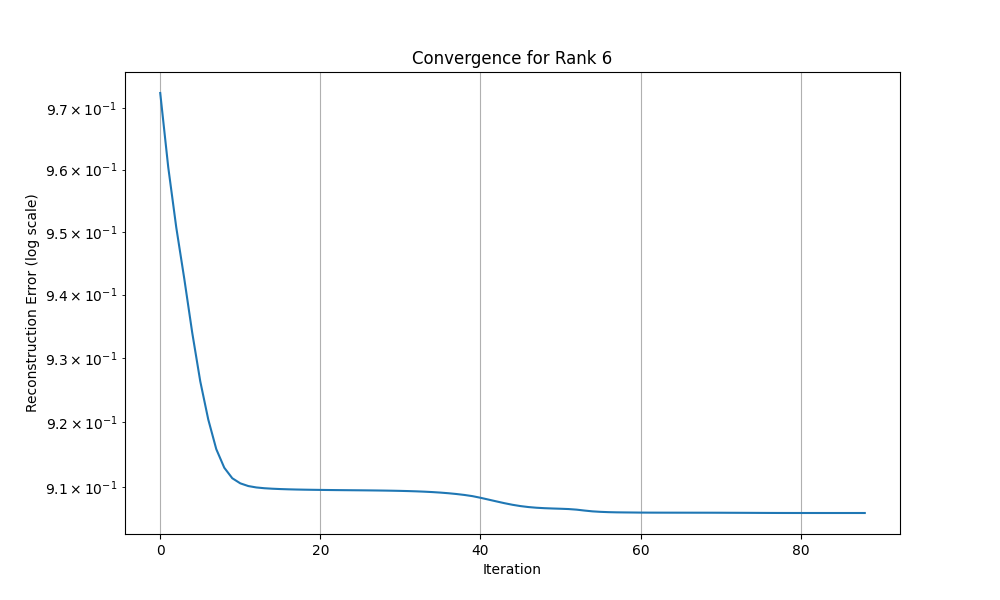 Convergence for Rank 6
Reconstruction Error (log scale)
9.7 × 10⁻¹
9.6 × 10⁻¹
9.5 × 10⁻¹
9.4 × 10⁻¹
9.3 × 10⁻¹
9.2 × 10⁻¹
9.1 × 10⁻¹
0 20 40 60 80
Iteration